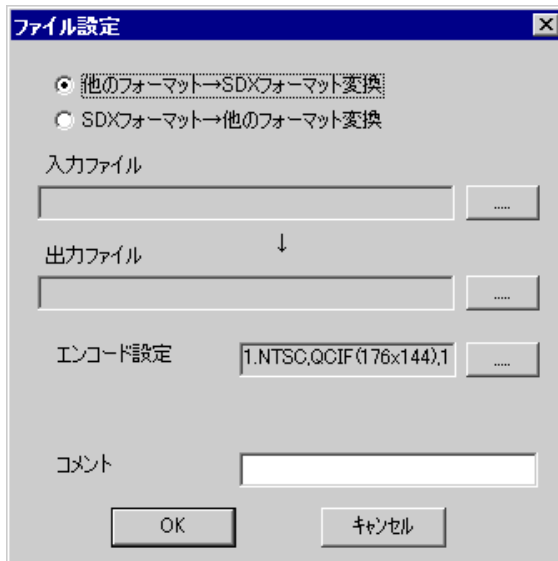 ファイル設定
他のフォーマット→SDXフォーマット変換
SDXフォーマット→他のフォーマット変換
入力ファイル
.....
↓
出力ファイル
.....
エンコード設定
1.NTSC,QCIF(176x144),1
.....
コメント
OK
キャンセル